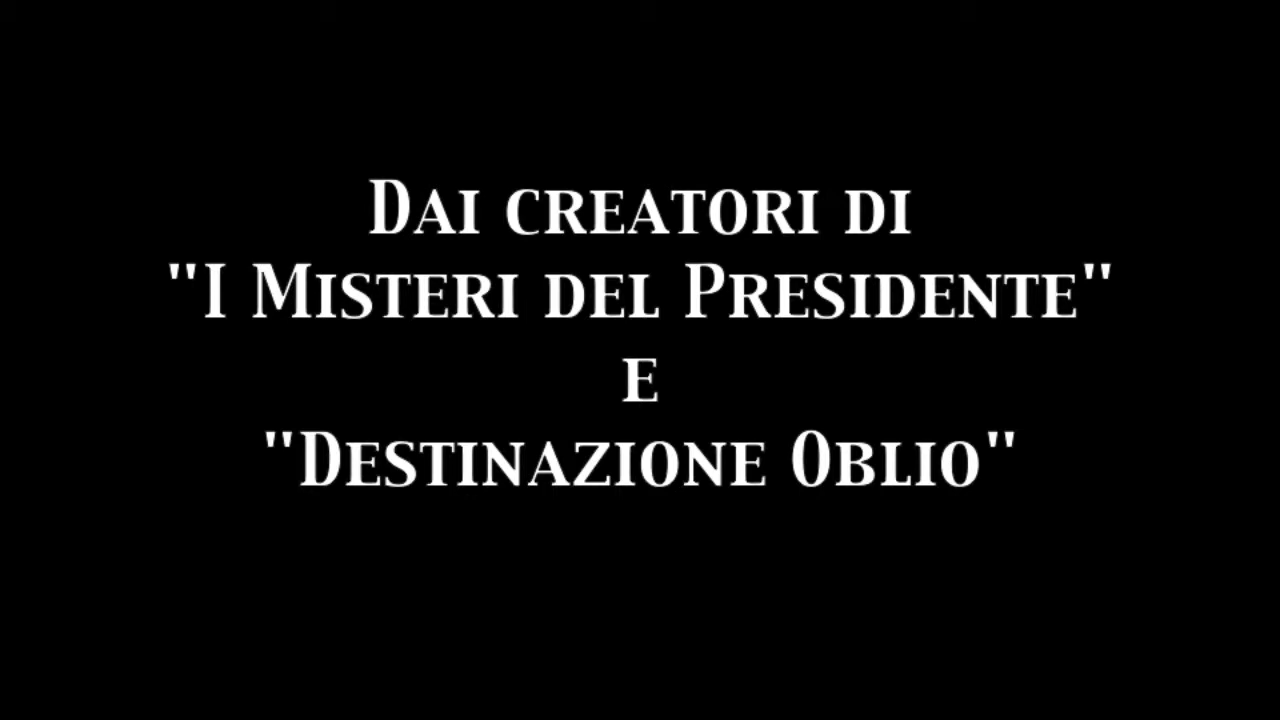 Dai creatori di
"I Misteri del Presidente"
e
"Destinazione Oblio"